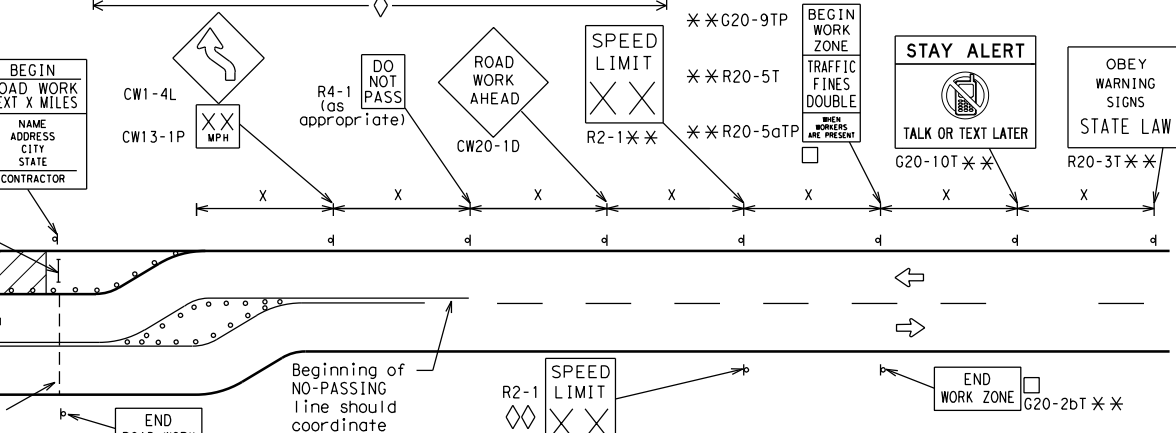 BEGIN
ROAD WORK
NEXT X MILES
NAME
ADDRESS
CITY
STATE
CONTRACTOR
CW1-4L
X X
MPH
CW13-1P
R4-1
(as
appropriate)
DO
NOT
PASS
ROAD
WORK
AHEAD
CW20-1D
SPEED
LIMIT
X X
R2-1**
**G20-9TP
**R20-5T
**R20-5aTP
BEGIN
WORK
ZONE
TRAFFIC
FINES
DOUBLE
WHEN
WORKERS
ARE PRESENT
STAY ALERT
TALK OR TEXT LATER
G20-10T**
OBEY
WARNING
SIGNS
STATE LAW
R20-3T**
X X X X X X X
Beginning of
NO-PASSING
line should
coordinate
R2-1
SPEED
LIMIT
X X
END
WORK ZONE
G20-2bT**
END
ROAD WORK